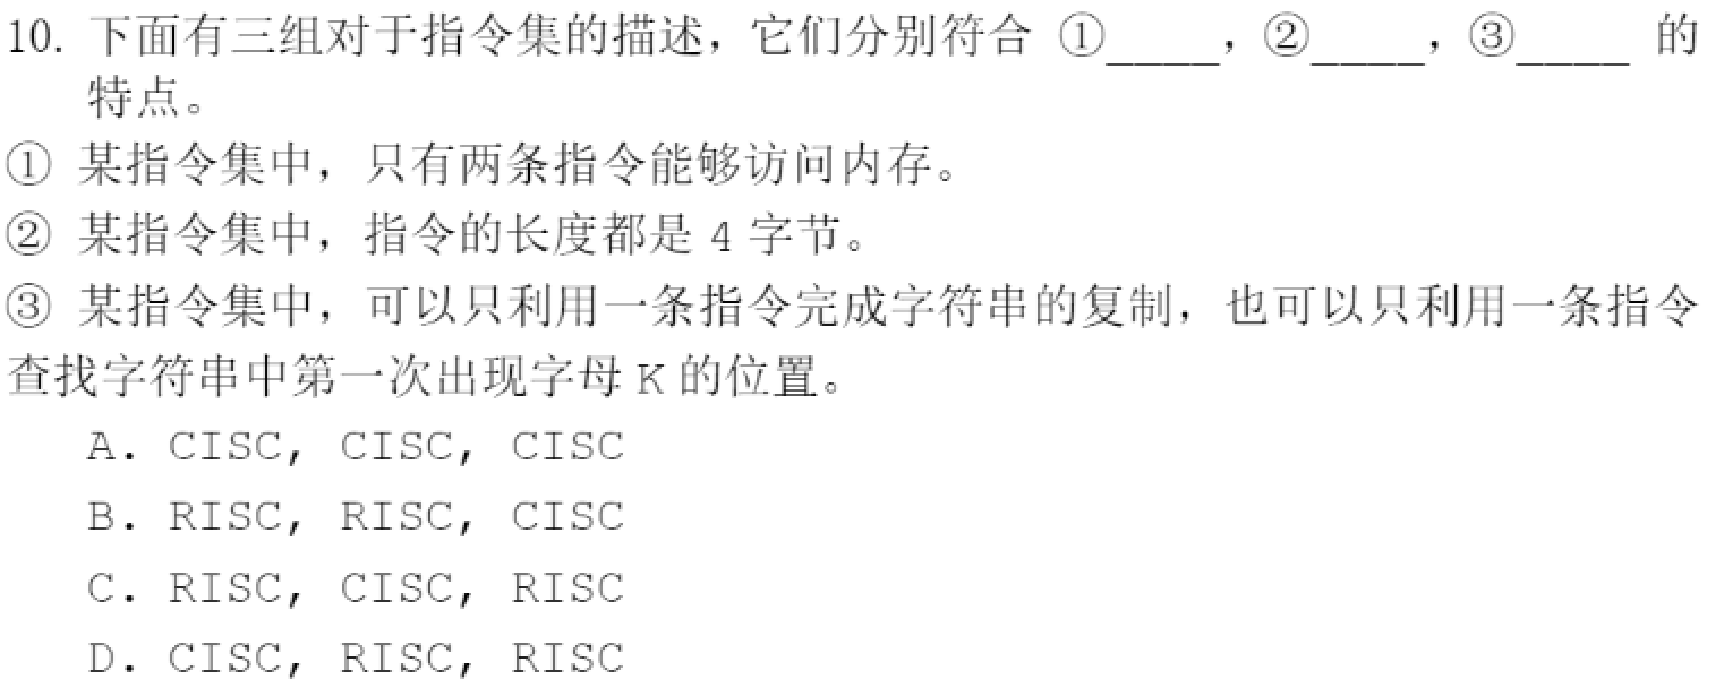 10. 下面有三组对于指令集的描述，它们分别符合 ①____，②____，③____ 的
特点。
① 某指令集中，只有两条指令能够访问内存。
② 某指令集中，指令的长度都是 4 字节。
③ 某指令集中，可以只利用一条指令完成字符串的复制，也可以只利用一条指令
查找字符串中第一次出现字母 K 的位置。
A. CISC, CISC, CISC
B. RISC, RISC, CISC
C. RISC, CISC, RISC
D. CISC, RISC, RISC